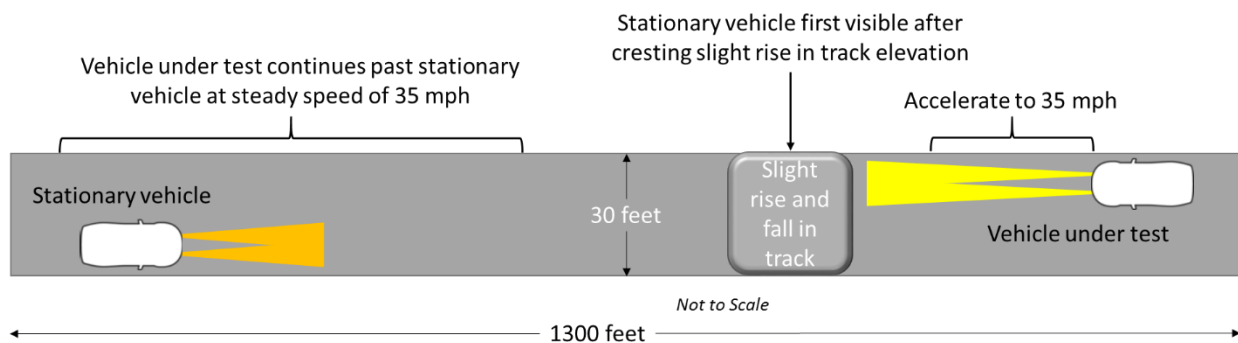 Stationary vehicle first visible after
cresting slight rise in track elevation
Vehicle under test continues past stationary
vehicle at steady speed of 35 mph
Accelerate to 35 mph
Stationary vehicle
30 feet
Slight
rise and
fall in
track
Vehicle under test
Not to Scale
1300 feet